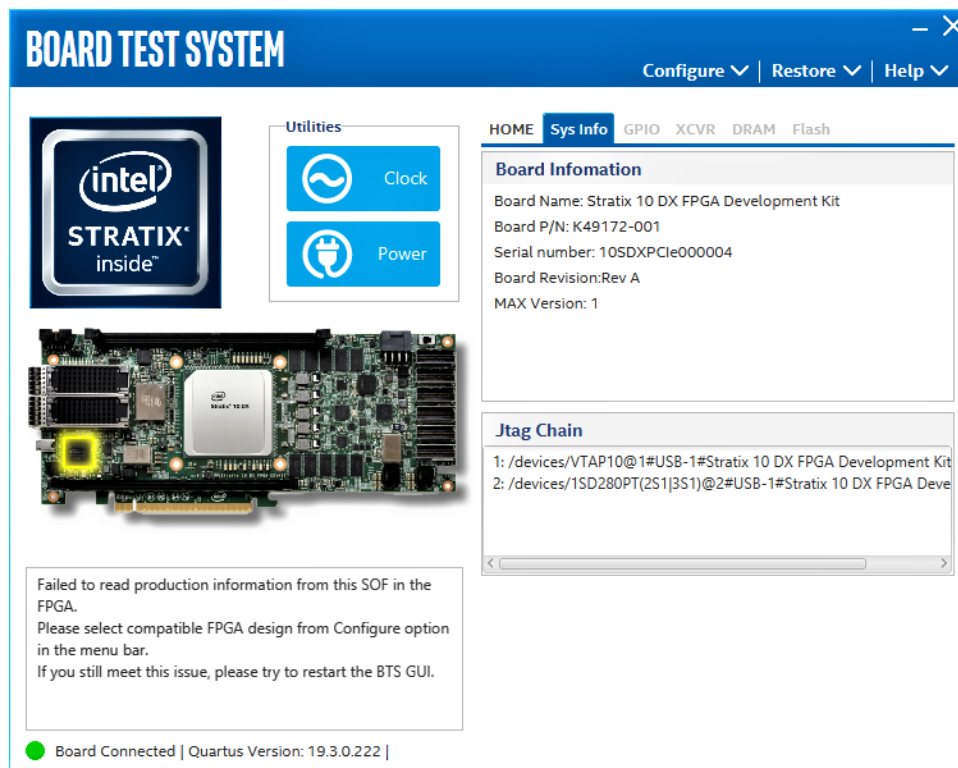 BOARD TEST SYSTEM
Configure
Restore
Help
intel
STRATIX
inside™
Utilities
Clock
Power
HOME Sys Info GPIO XCVR DRAM Flash
Board Infomation
Board Name: Stratix 10 DX FPGA Development Kit
Board P/N: K49172-001
Serial number: 10SDXPCIe000004
Board Revision:Rev A
MAX Version: 1
intel
Stratix® 10 DX
Jtag Chain
1: /devices/VTAP10@1#USB-1#Stratix 10 DX FPGA Development Kit
2: /devices/1SD280PT(2S1|3S1)@2#USB-1#Stratix 10 DX FPGA Deve
Failed to read production information from this SOF in the
FPGA.
Please select compatible FPGA design from Configure option
in the menu bar.
If you still meet this issue, please try to restart the BTS GUI.
Board Connected | Quartus Version: 19.3.0.222 |